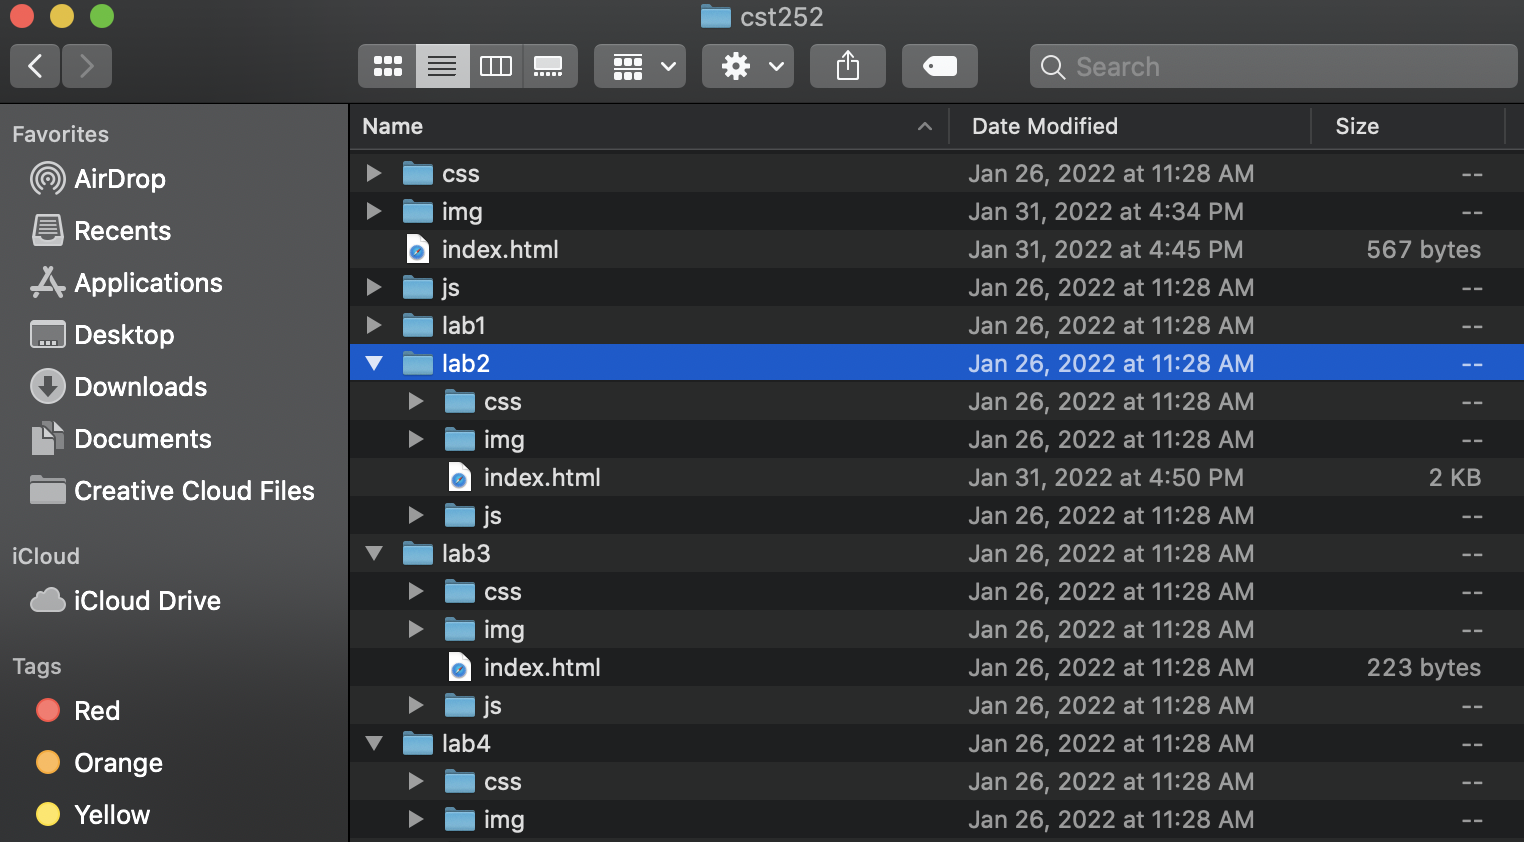 cst252
Search
Favorites
AirDrop
Recents
Applications
Desktop
Downloads
Documents
Creative Cloud Files
iCloud
iCloud Drive
Tags
Red
Orange
Yellow
Name Date Modified Size
css Jan 26, 2022 at 11:28 AM --
img Jan 31, 2022 at 4:34 PM --
index.html Jan 31, 2022 at 4:45 PM 567 bytes
js Jan 26, 2022 at 11:28 AM --
lab1 Jan 26, 2022 at 11:28 AM --
lab2 Jan 26, 2022 at 11:28 AM --
css Jan 26, 2022 at 11:28 AM --
img Jan 26, 2022 at 11:28 AM --
index.html Jan 31, 2022 at 4:50 PM 2 KB
js Jan 26, 2022 at 11:28 AM --
lab3 Jan 26, 2022 at 11:28 AM --
css Jan 26, 2022 at 11:28 AM --
img Jan 26, 2022 at 11:28 AM --
index.html Jan 26, 2022 at 11:28 AM 223 bytes
js Jan 26, 2022 at 11:28 AM --
lab4 Jan 26, 2022 at 11:28 AM --
css Jan 26, 2022 at 11:28 AM --
img Jan 26, 2022 at 11:28 AM --